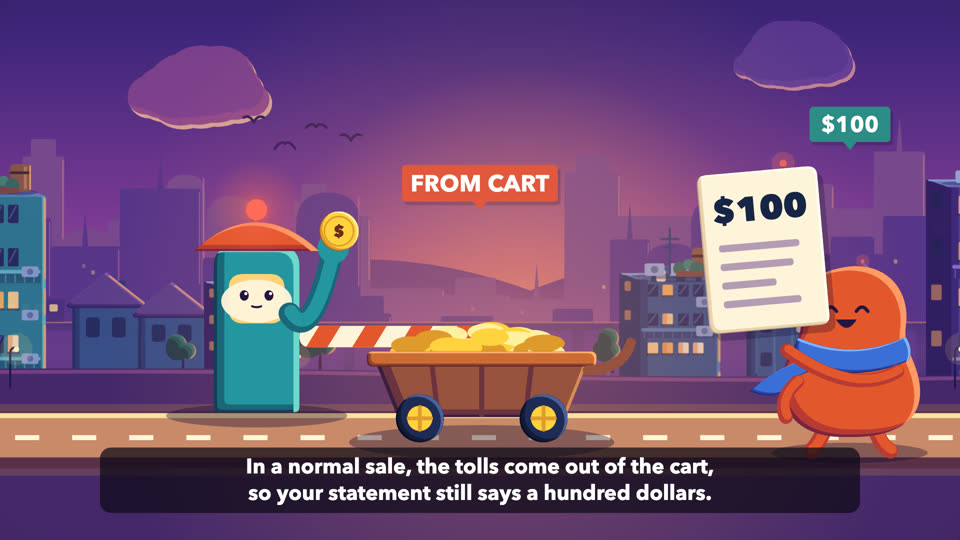 $100
FROM CART
$100
$
In a normal sale, the tolls come out of the cart,
so your statement still says a hundred dollars.